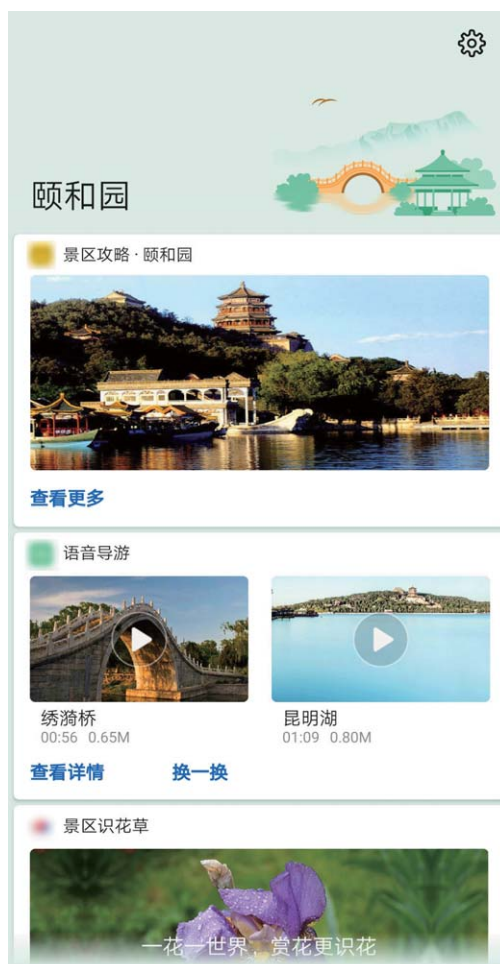 颐和园
景区攻略·颐和园
查看更多
语音导游
绣漪桥
00:56 0.65M
昆明湖
01:09 0.80M
查看详情 换一换
景区识花草
一花一世界，赏花更识花